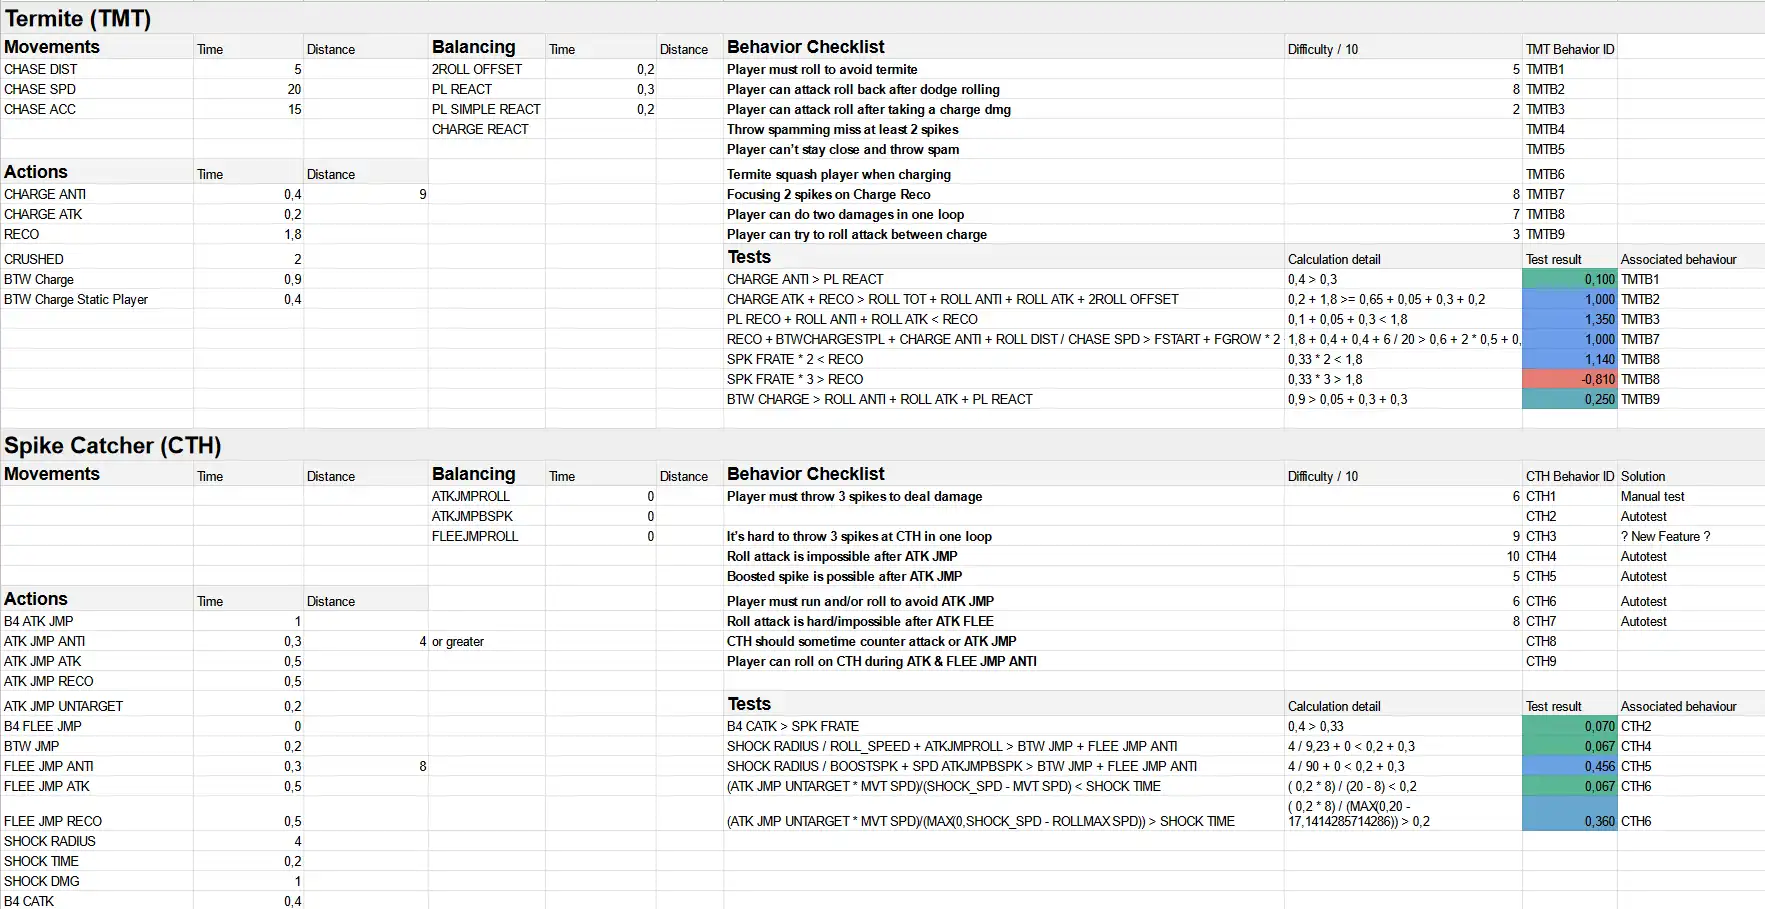 Termite (TMT)
Movements Time Distance Balancing Time Distance Behavior Checklist Difficulty / 10 TMT Behavior ID
CHASE DIST 5 2ROLL OFFSET 0,2 Player must roll to avoid termite 5 TMTB1
CHASE SPD 20 PL REACT 0,3 Player can attack roll back after dodge rolling 8 TMTB2
CHASE ACC 15 PL SIMPLE REACT 0,2 Player can attack roll after taking a charge dmg 2 TMTB3
CHARGE REACT Throw spamming miss at least 2 spikes TMTB4
Player can't stay close and throw spam TMTB5
Actions Time Distance Termite squash player when charging TMTB6
CHARGE ANTI 0,4 9 Focusing 2 spikes on Charge Reco 8 TMTB7
CHARGE ATK 0,2 Player can do two damages in one loop 7 TMTB8
RECO 1,8 Player can try to roll attack between charge 3 TMTB9
CRUSHED 2 Tests Calculation detail Test result Associated behaviour
BTW Charge 0,9 CHARGE ANTI > PL REACT 0,4 > 0,3 0,100 TMTB1
BTW Charge Static Player 0,4 CHARGE ATK + RECO > ROLL TOT + ROLL ANTI + ROLL ATK + 2ROLL OFFSET 0,2 + 1,8 >= 0,65 + 0,05 + 0,3 + 0,2 1,000 TMTB2
PL RECO + ROLL ANTI + ROLL ATK < RECO 0,1 + 0,05 + 0,3 < 1,8 1,350 TMTB3
RECO + BTWCHARGESTPL + CHARGE ANTI + ROLL DIST / CHASE SPD > FSTART + FGROW * 2 1,8 + 0,4 + 0,4 + 6 / 20 > 0,6 + 2 * 0,5 + 0, 1,000 TMTB7
SPK FRATE * 2 < RECO 0,33 * 2 < 1,8 1,140 TMTB8
SPK FRATE * 3 > RECO 0,33 * 3 > 1,8 -0,810 TMTB8
BTW CHARGE > ROLL ANTI + ROLL ATK + PL REACT 0,9 > 0,05 + 0,3 + 0,3 0,250 TMTB9
Spike Catcher (CTH)
Movements Time Distance Balancing Time Distance Behavior Checklist Difficulty / 10 CTH Behavior ID Solution
ATKJMPROLL 0 Player must throw 3 spikes to deal damage 6 CTH1 Manual test
ATKJMPBSPK 0 CTH2 Autotest
FLEEJMPROLL 0 It's hard to throw 3 spikes at CTH in one loop 9 CTH3 ? New Feature ?
Roll attack is impossible after ATK JMP 10 CTH4 Autotest
Boosted spike is possible after ATK JMP 5 CTH5 Autotest
Actions Time Distance Player must run and/or roll to avoid ATK JMP 6 CTH6 Autotest
B4 ATK JMP 1 Roll attack is hard/impossible after ATK FLEE 8 CTH7 Autotest
ATK JMP ANTI 0,3 4 or greater CTH should sometime counter attack or ATK JMP CTH8
ATK JMP ATK 0,5 Player can roll on CTH during ATK & FLEE JMP ANTI CTH9
ATK JMP RECO 0,5
ATK JMP UNTARGET 0,2 Tests Calculation detail Test result Associated behaviour
B4 FLEE JMP 0 B4 CATK > SPK FRATE 0,4 > 0,33 0,070 CTH2
BTW JMP 0,2 SHOCK RADIUS / ROLL_SPEED + ATKJMPROLL > BTW JMP + FLEE JMP ANTI 4 / 9,23 + 0 < 0,2 + 0,3 0,067 CTH4
FLEE JMP ANTI 0,3 8 SHOCK RADIUS / BOOSTSPK + SPD ATKJMPBSPK > BTW JMP + FLEE JMP ANTI 4 / 90 + 0 < 0,2 + 0,3 0,456 CTH5
FLEE JMP ATK 0,5 (ATK JMP UNTARGET * MVT SPD)/(SHOCK_SPD - MVT SPD) < SHOCK TIME ( 0,2 * 8) / (20 - 8) < 0,2 0,067 CTH6
( 0,2 * 8) / (MAX(0,20 -
FLEE JMP RECO 0,5 (ATK JMP UNTARGET * MVT SPD)/(MAX(0,SHOCK_SPD - ROLLMAX SPD)) > SHOCK TIME 17,1414285714286)) > 0,2 0,360 CTH6
SHOCK RADIUS 4
SHOCK TIME 0,2
SHOCK DMG 1
B4 CATK 0,4